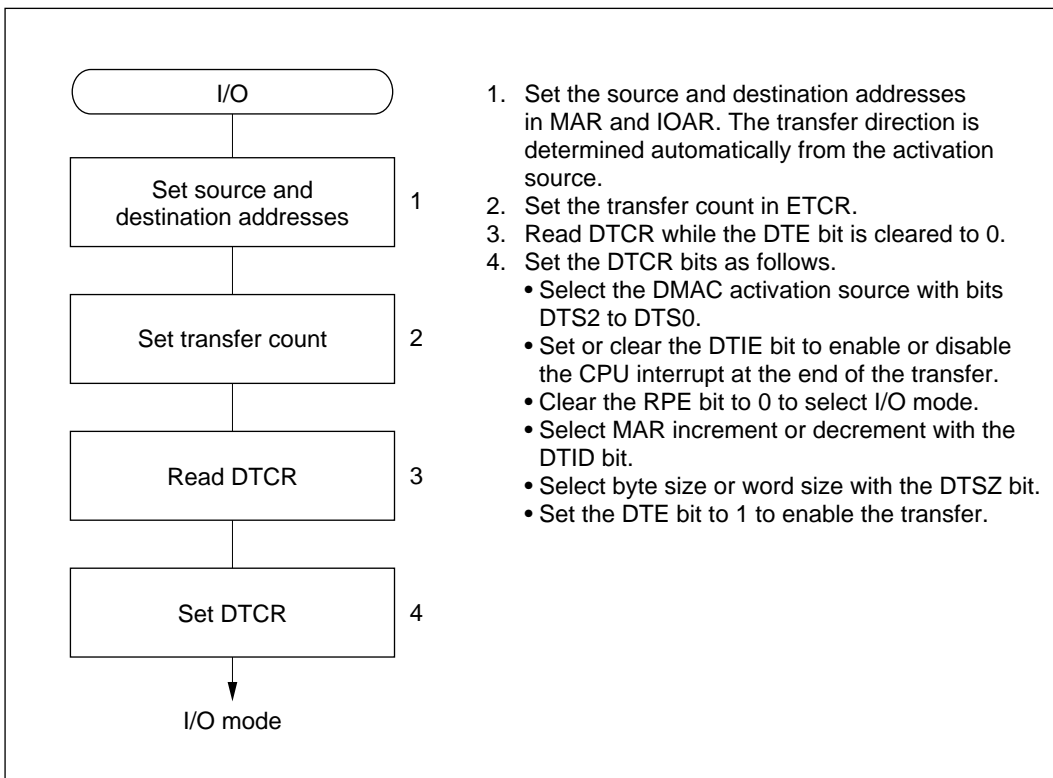 I/O
Set source and
destination addresses
1
Set transfer count
2
Read DTCR
3
Set DTCR
4
I/O mode
1. Set the source and destination addresses
in MAR and IOAR. The transfer direction is
determined automatically from the activation
source.
2. Set the transfer count in ETCR.
3. Read DTCR while the DTE bit is cleared to 0.
4. Set the DTCR bits as follows.
• Select the DMAC activation source with bits
DTS2 to DTS0.
• Set or clear the DTIE bit to enable or disable
the CPU interrupt at the end of the transfer.
• Clear the RPE bit to 0 to select I/O mode.
• Select MAR increment or decrement with the
DTID bit.
• Select byte size or word size with the DTSZ bit.
• Set the DTE bit to 1 to enable the transfer.